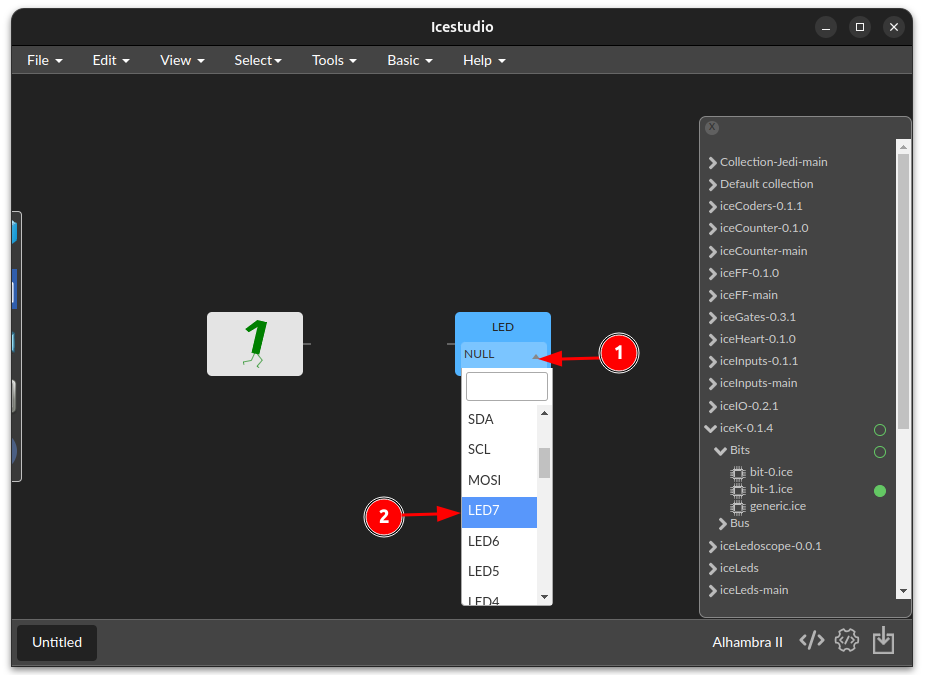 Icestudio
File Edit View Select Tools Basic Help
X
Collection-Jedi-main
Default collection
iceCoders-0.1.1
iceCounter-0.1.0
iceCounter-main
iceFF-0.1.0
iceFF-main
iceGates-0.3.1
iceHeart-0.1.0
iceInputs-0.1.1
iceInputs-main
iceIO-0.2.1
iceK-0.1.4
Bits
bit-0.ice
bit-1.ice
generic.ice
Bus
iceLedoscope-0.0.1
iceLeds
iceLeds-main
1
LED
NULL
1
SDA
SCL
MOSI
LED7
2
LED6
LED5
LED4
Untitled
Alhambra II